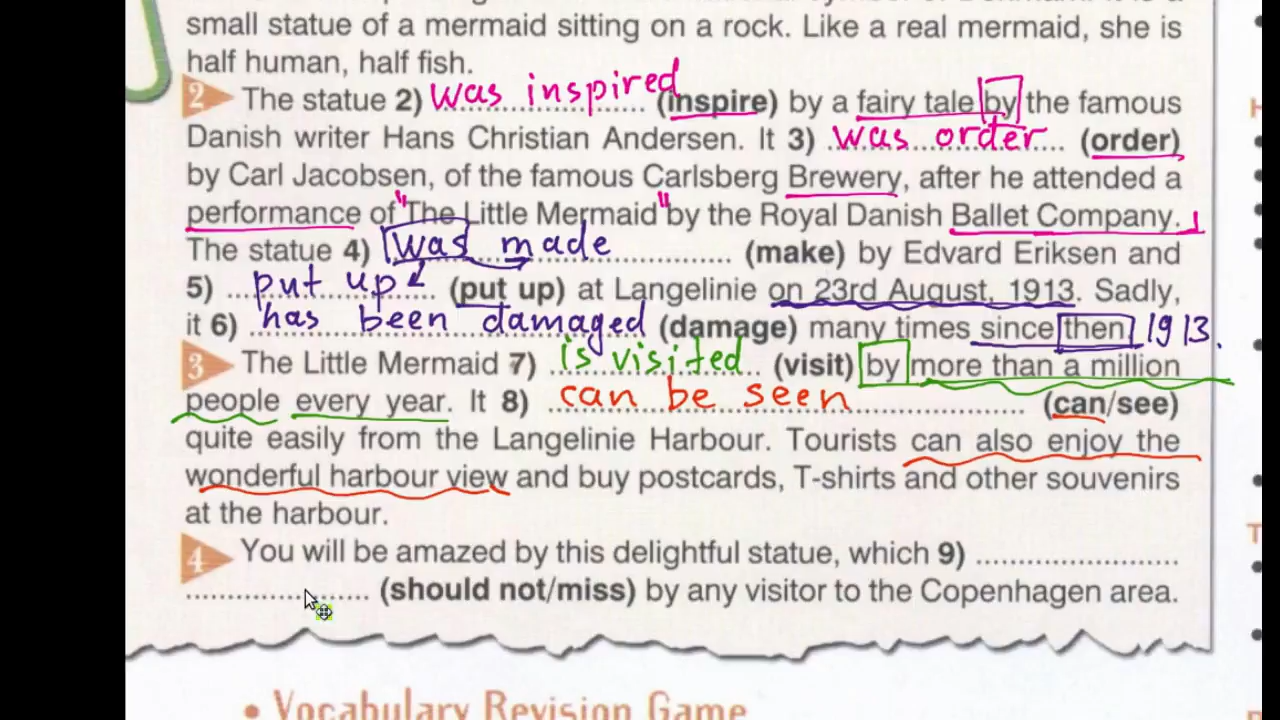 small statue of a mermaid sitting on a rock. Like a real mermaid, she is
half human, half fish.
2 The statue 2) was inspired (inspire) by a fairy tale by the famous
Danish writer Hans Christian Andersen. It 3) was order (order)
by Carl Jacobsen, of the famous Carlsberg Brewery, after he attended a
performance of "The Little Mermaid" by the Royal Danish Ballet Company.
The statue 4) was made (make) by Edvard Eriksen and
5) put up (put up) at Langelinie on 23rd August, 1913. Sadly,
it 6) has been damaged (damage) many times since then 1913.
3 The Little Mermaid 7) is visited (visit) by more than a million
people every year. It 8) can be seen (can/see)
quite easily from the Langelinie Harbour. Tourists can also enjoy the
wonderful harbour view and buy postcards, T-shirts and other souvenirs
at the harbour.
4 You will be amazed by this delightful statue, which 9) ........................
........................ (should not/miss) by any visitor to the Copenhagen area.
• Vocabulary Revision Game